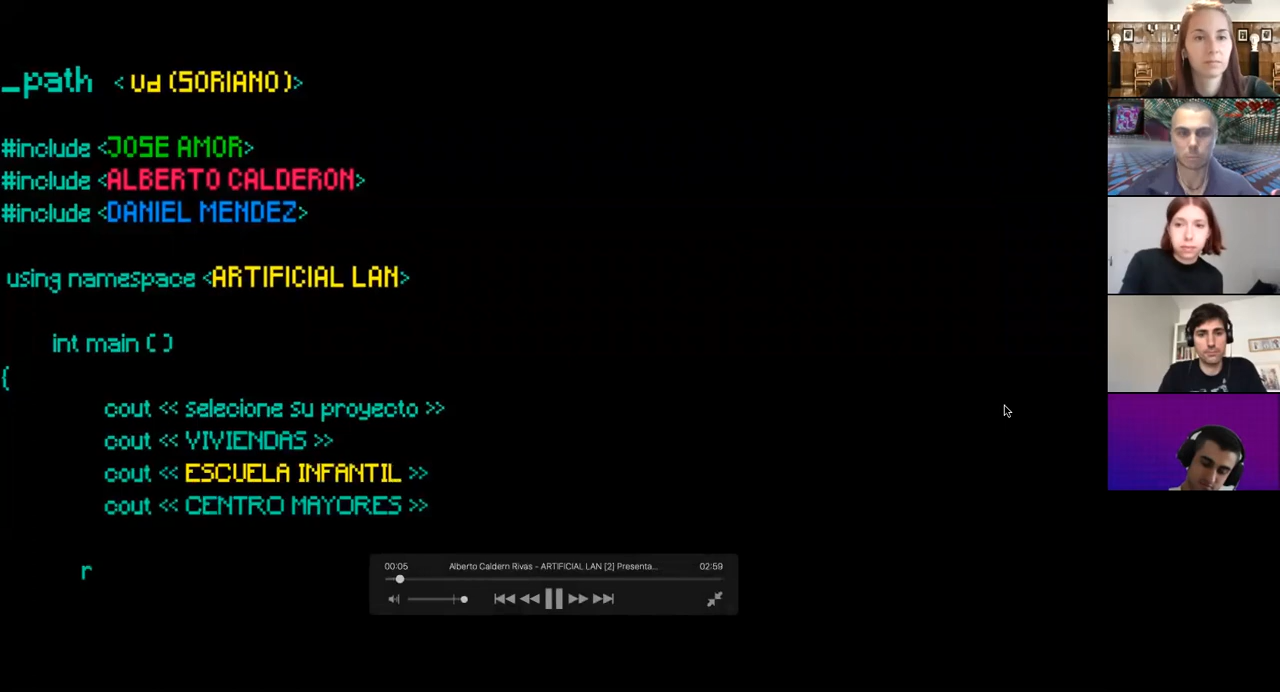 _path < Ud (SORIANO)>
#include <JOSE AMOR>
#include <ALBERTO CALDERON>
#include <DANIEL MENDEZ>
using namespace <ARTIFICIAL LAN>
int main ( )
{
cout << selecione su proyecto >>
cout << VIVIENDAS >>
cout << ESCUELA INFANTIL >>
cout << CENTRO MAYORES >>
r
00:05 Alberto Caldern Rivas - ARTIFICIAL LAN [2] Presenta... 02:59